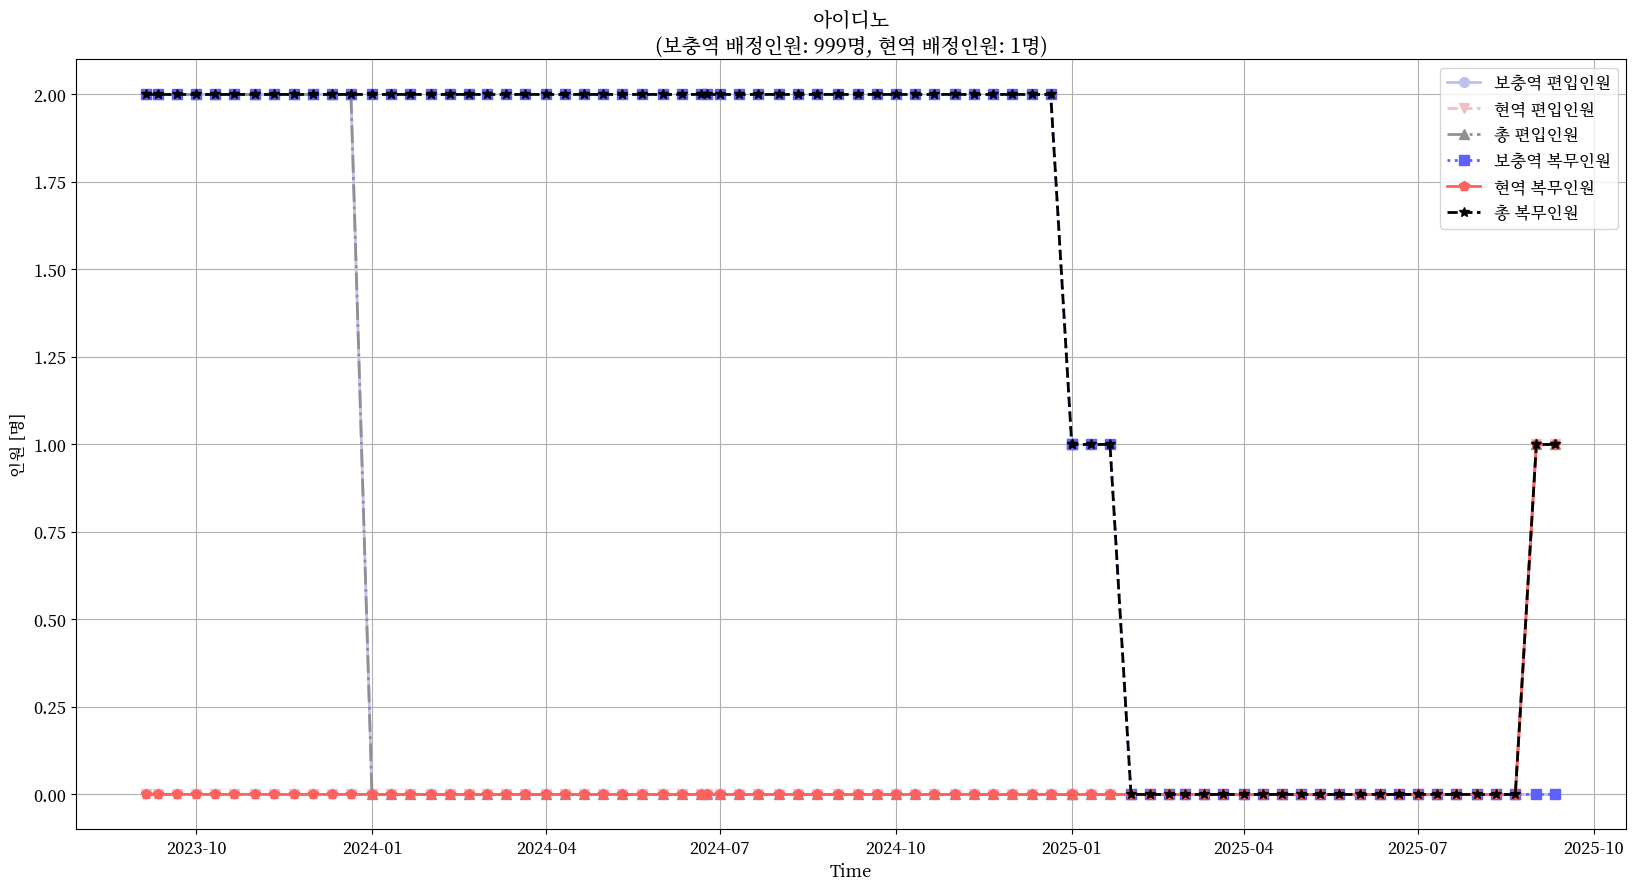 아이디노
(보충역 배정인원: 999명, 현역 배정인원: 1명)
보충역 편입인원
현역 편입인원
총 편입인원
보충역 복무인원
현역 복무인원
총 복무인원
인원 [명]
2.00
1.75
1.50
1.25
1.00
0.75
0.50
0.25
0.00
2023-10 2024-01 2024-04 2024-07 2024-10 2025-01 2025-04 2025-07 2025-10
Time